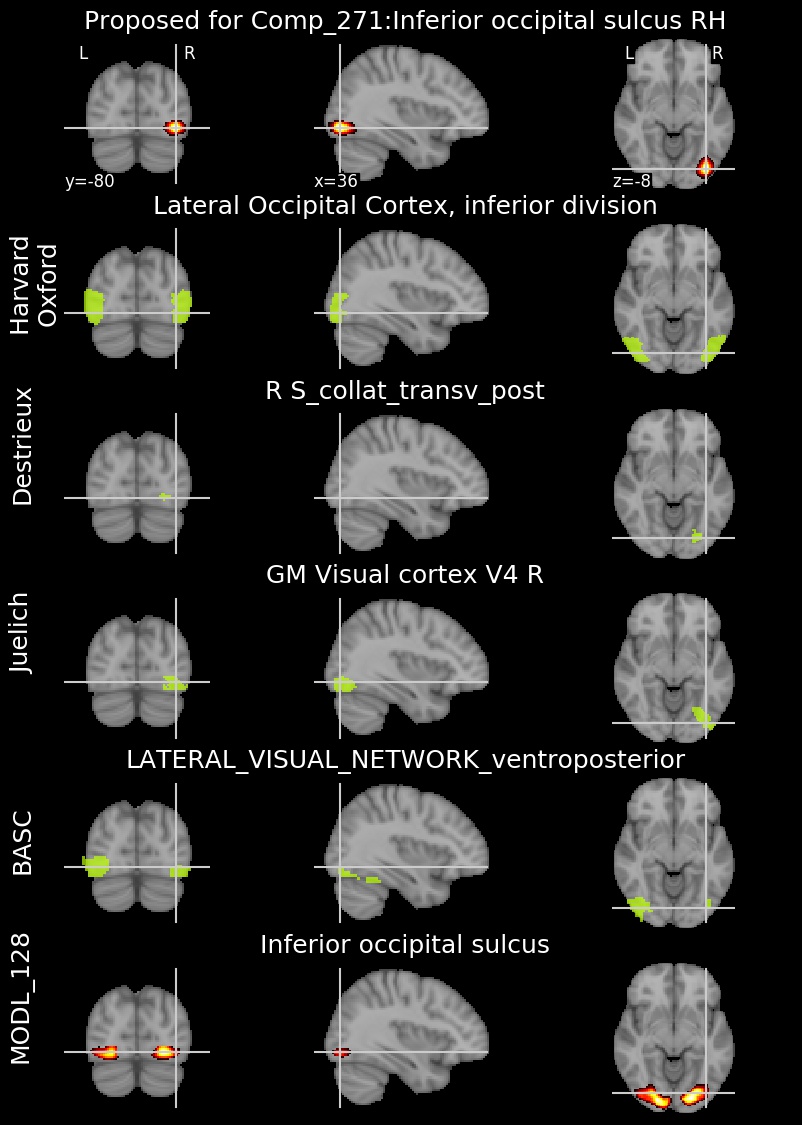 Proposed for Comp_271:Inferior occipital sulcus RH
L R L R
y=-80 x=36 z=-8
Lateral Occipital Cortex, inferior division
Harvard
Oxford
R S_collat_transv_post
Destrieux
GM Visual cortex V4 R
Juelich
LATERAL_VISUAL_NETWORK_ventroposterior
BASC
Inferior occipital sulcus
MODL_128